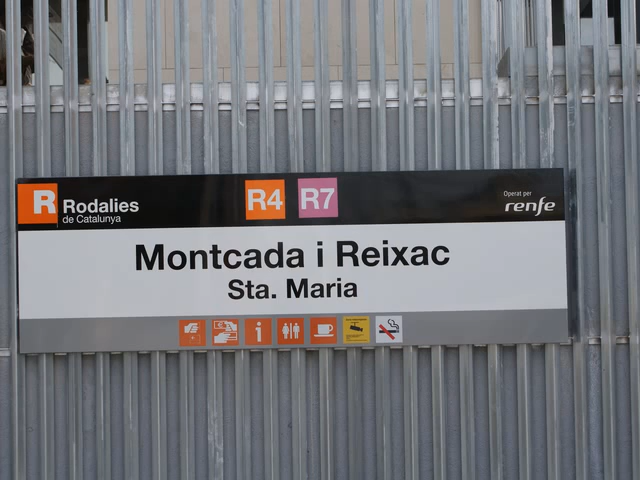 R Rodalies
de Catalunya
R4 R7
Operat per
renfe
Montcada i Reixac
Sta. Maria